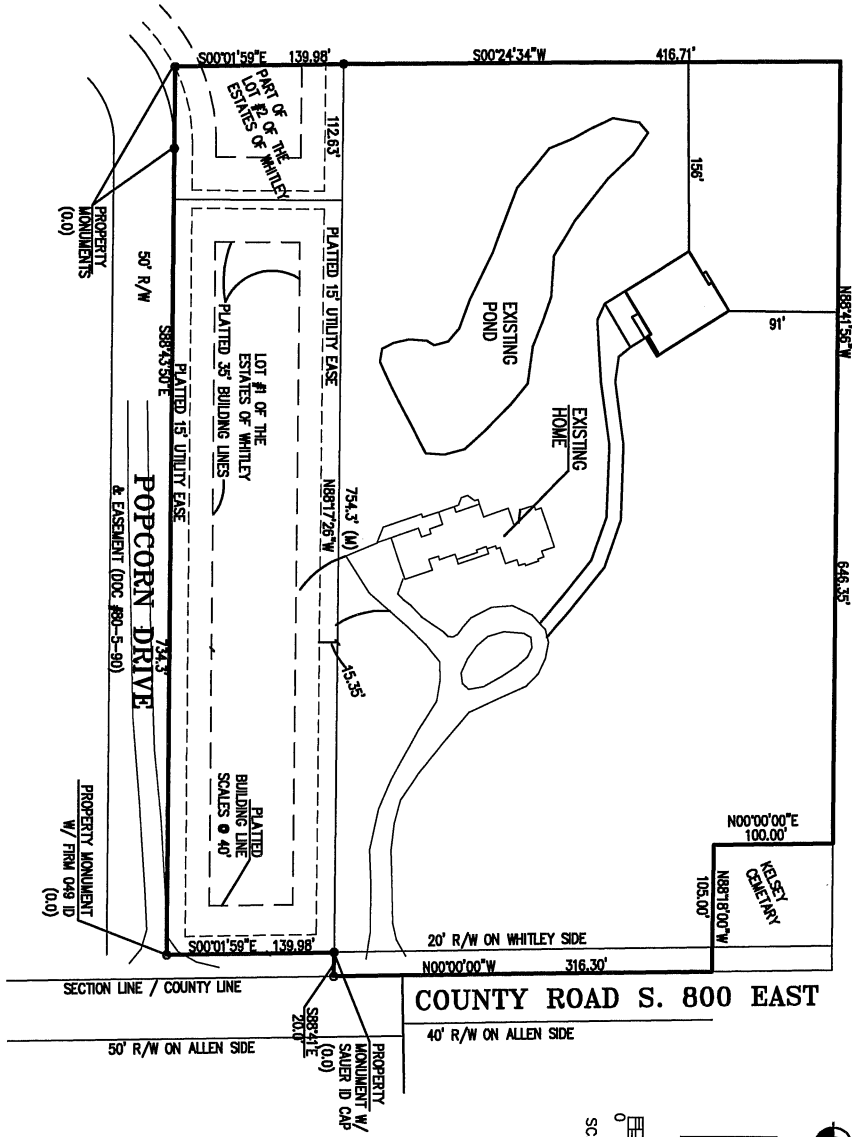 S00°01'59"E 139.98'
S00°24'34"W 416.71'
PART OF
LOT #2 OF THE
ESTATES OF WHITLEY
112.63'
156'
91'
N88°41'56"W
646.35'
PROPERTY
MONUMENTS
(0.0)
50' R/W
S88°43'50"E
734.3'
PLATTED 15' UTILITY EASE
PLATTED 15' UTILITY EASE
PLATTED 35' BUILDING LINES
LOT #1 OF THE
ESTATES OF WHITLEY
EXISTING
POND
EXISTING
HOME
754.3' (M)
N88°17'26"W
15.35'
POPCORN DRIVE
& EASEMENT (DOC #80-5-90)
PLATTED
BUILDING LINE
SCALES @ 40'
PROPERTY MONUMENT
W/ FIRM 049 ID
(0.0)
N00°00'00"E
100.00'
KELSEY
CEMETARY
N88°18'00"W
105.00'
20' R/W ON WHITLEY SIDE
S00°01'59"E 139.98'
N00°00'00"W 316.30'
SECTION LINE / COUNTY LINE
COUNTY ROAD S. 800 EAST
S88°41'E
20.0'
50' R/W ON ALLEN SIDE
40' R/W ON ALLEN SIDE
PROPERTY
MONUMENT W/
SAUER ID CAP
(0.0)
0
SC